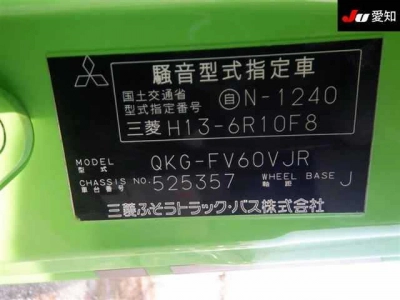 JU 愛知
騒音型式指定車
国土交通省
型式指定番号
自 N-1240
三菱 H13-6R10F8
MODEL
型式
QKG-FV60VJR
CHASSIS NO.
車台番号
525357
WHEEL BASE
軸距
J
三菱ふそうトラック・バス株式会社